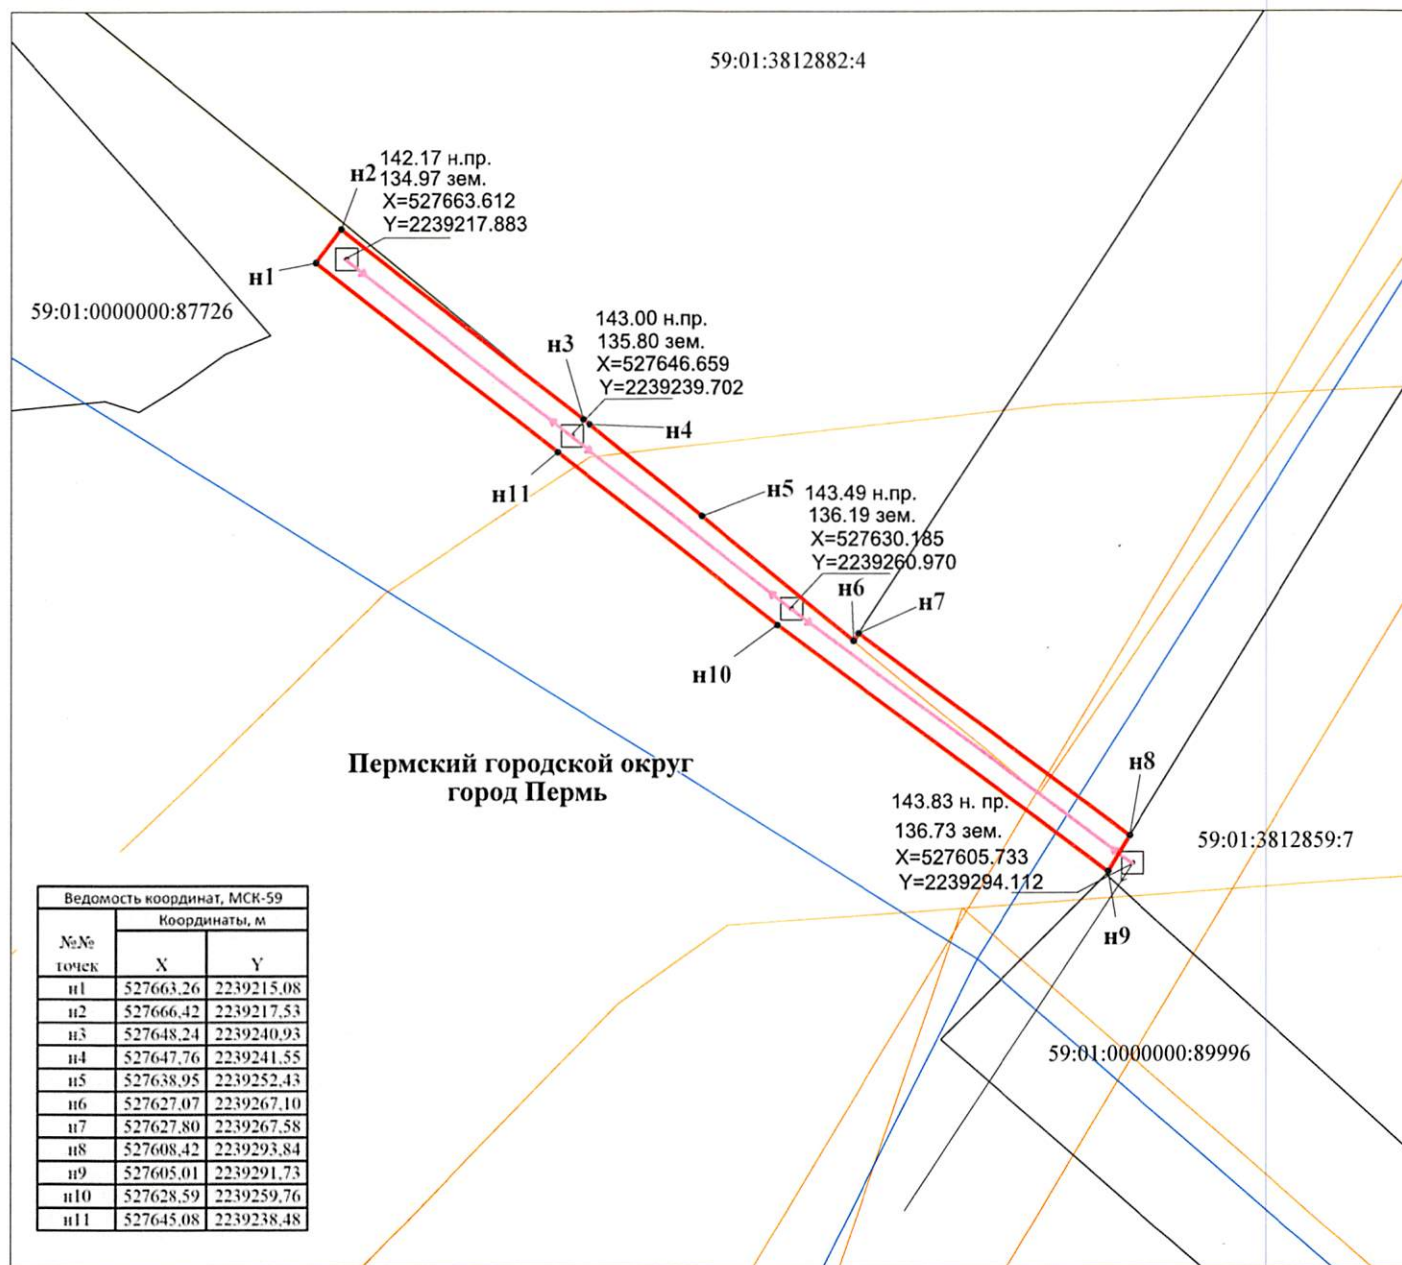 59:01:3812882:4
142.17 н.пр.
н2 134.97 зем.
X=527663.612
Y=2239217.883
н1
59:01:0000000:87726
143.00 н.пр.
н3 135.80 зем.
X=527646.659
Y=2239239.702
н4
н11
н5 143.49 н.пр.
136.19 зем.
X=527630.185
Y=2239260.970
н6
н7
н10
Пермский городской округ
город Пермь
н8
143.83 н. пр.
136.73 зем.
59:01:3812859:7
X=527605.733
Y=2239294.112
н9
59:01:0000000:89996
Ведомость координат, МСК-59
№№ точек
Координаты, м
X Y
н1 527663,26 2239215,08
н2 527666,42 2239217,53
н3 527648,24 2239240,93
н4 527647,76 2239241,55
н5 527638,95 2239252,43
н6 527627,07 2239267,10
н7 527627,80 2239267,58
н8 527608,42 2239293,84
н9 527605,01 2239291,73
н10 527628,59 2239259,76
н11 527645,08 2239238,48